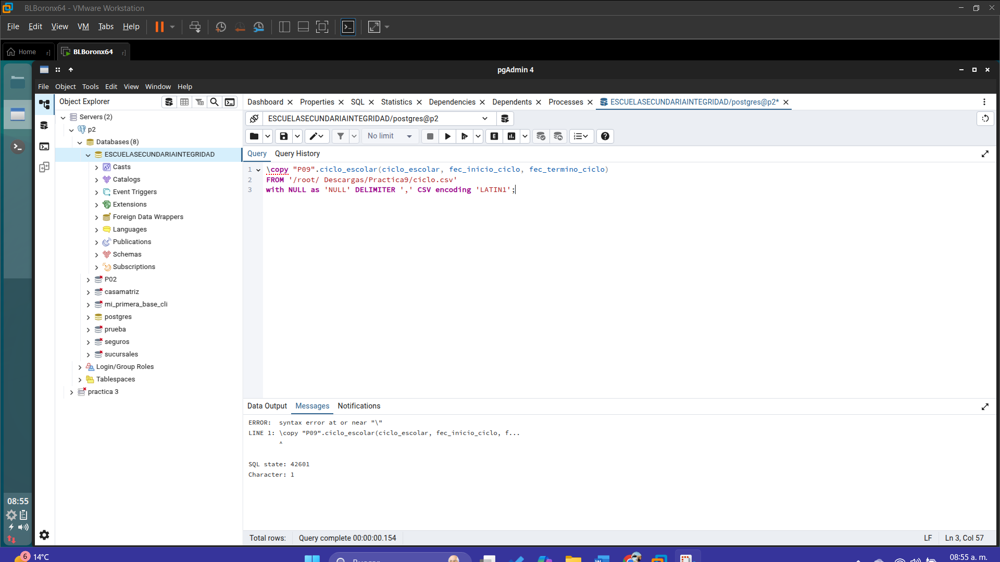 BLBoronx64 - VMware Workstation
File Edit View VM Tabs Help
Home BLBoronx64
pgAdmin 4
File Object Tools Edit View Window Help
Object Explorer
Dashboard Properties SQL Statistics Dependencies Dependents Processes ESCUELASECUNDARIAINTEGRIDAD/postgres@p2*
Servers (2)
p2
Databases (8)
ESCUELASECUNDARIAINTEGRIDAD
Casts
Catalogs
Event Triggers
Extensions
Foreign Data Wrappers
Languages
Publications
Schemas
Subscriptions
P02
casamatriz
mi_primera_base_cli
postgres
prueba
seguros
sucursales
Login/Group Roles
Tablespaces
practica 3
ESCUELASECUNDARIAINTEGRIDAD/postgres@p2
No limit
E
Query Query History
1 \copy "P09".ciclo_escolar(ciclo_escolar, fec_inicio_ciclo, fec_termino_ciclo)
2 FROM '/root/ Descargas/Practica9/ciclo.csv'
3 with NULL as 'NULL' DELIMITER ',' CSV encoding 'LATIN1';
Data Output Messages Notifications
ERROR:  syntax error at or near "\"
LINE 1: \copy "P09".ciclo_escolar(ciclo_escolar, fec_inicio_ciclo, f...
^
SQL state: 42601
Character: 1
Total rows: Query complete 00:00:00.154 LF Ln 3, Col 57
08:55
6 14°C
08:55 a. m.